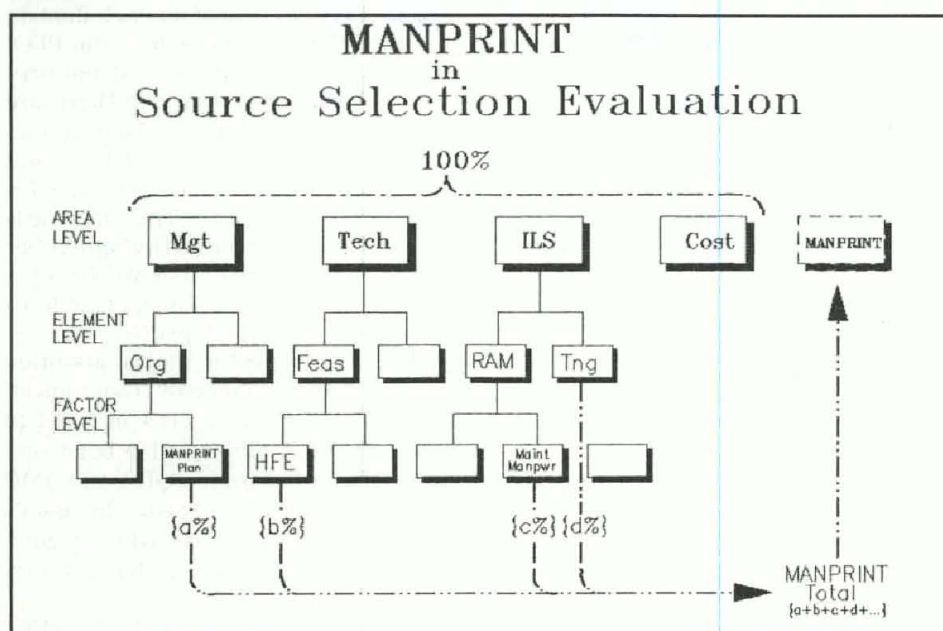 MANPRINT
in
Source Selection Evaluation
100%
AREA
LEVEL
Mgt
Tech
ILS
Cost
MANPRINT
ELEMENT
LEVEL
Org
Feas
RAM
Tng
FACTOR
LEVEL
MANPRINT
Plan
HFE
Maint
Manpwr
{a%}
{b%}
{c%}
{d%}
MANPRINT
Total
{a+b+c+d+...}